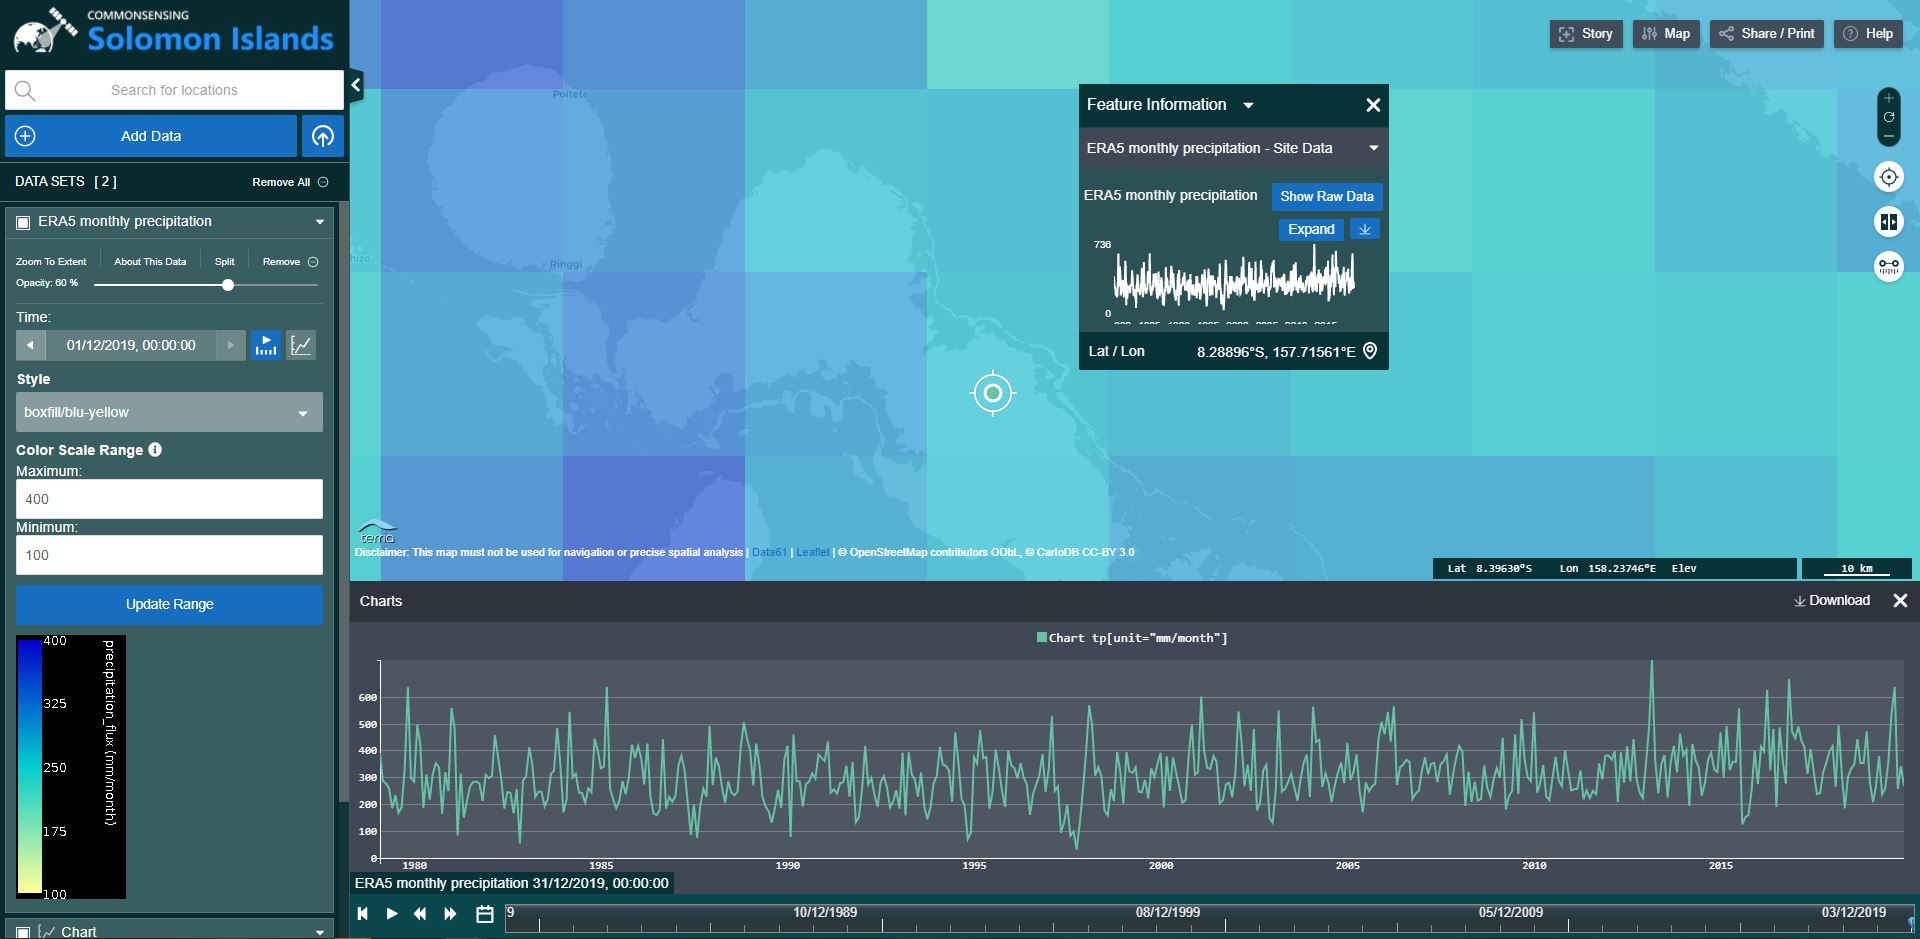 COMMONSENSING
Solomon Islands
Search for locations
Add Data
DATA SETS [ 2 ]
Remove All
ERA5 monthly precipitation
Zoom To Extent
About This Data
Split
Remove
Opacity: 60 %
Time:
01/12/2019, 00:00:00
Style
boxfill/blu-yellow
Color Scale Range
Maximum:
400
Minimum:
100
Update Range
400
325
250
175
100
precipitation_flux (mm/month)
Chart
Story
Map
Share / Print
Help
Poitete
Ringgi
hizo
Feature Information
ERA5 monthly precipitation - Site Data
ERA5 monthly precipitation
Show Raw Data
Expand
736
0
Lat / Lon
8.28896°S, 157.71561°E
terria
Disclaimer: This map must not be used for navigation or precise spatial analysis | Data61 | Leaflet | © OpenStreetMap contributors ODbL, © CartoDB CC-BY 3.0
Lat 8.39630°S Lon 158.23746°E Elev
10 km
Charts
Download
Chart tp[unit="mm/month"]
600
500
400
300
200
100
0
1980 1985 1990 1995 2000 2005 2010 2015
ERA5 monthly precipitation 31/12/2019, 00:00:00
9 10/12/1989 08/12/1999 05/12/2009 03/12/2019